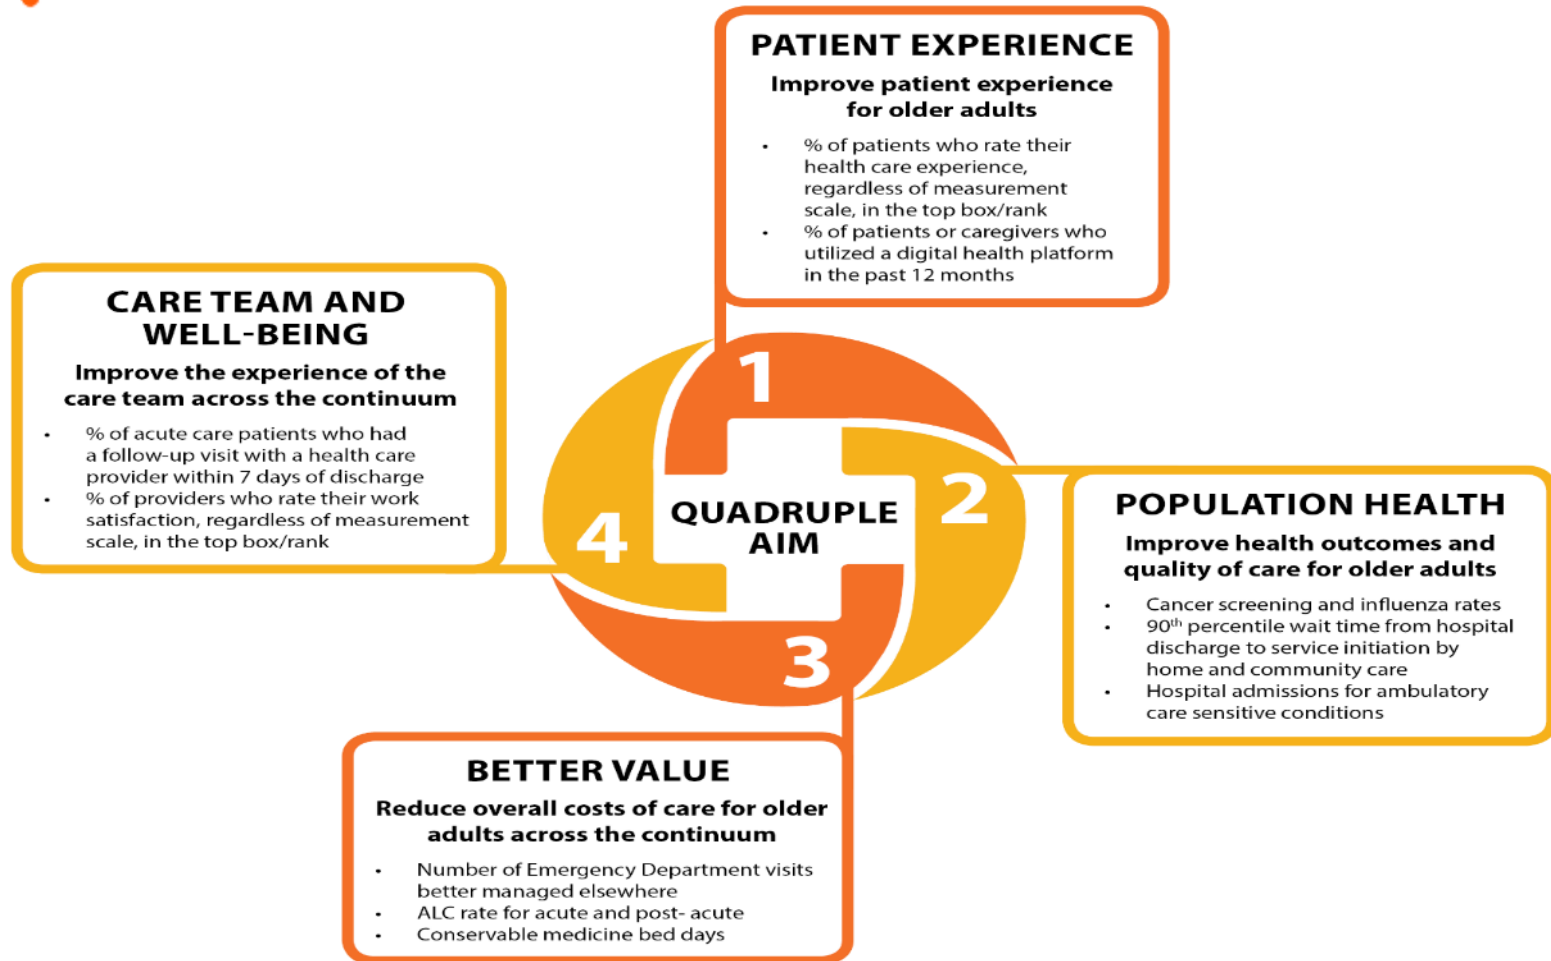 PATIENT EXPERIENCE
Improve patient experience
for older adults
• % of patients who rate their
health care experience,
regardless of measurement
scale, in the top box/rank
• % of patients or caregivers who
utilized a digital health platform
in the past 12 months
CARE TEAM AND
WELL-BEING
Improve the experience of the
care team across the continuum
• % of acute care patients who had
a follow-up visit with a health care
provider within 7 days of discharge
• % of providers who rate their work
satisfaction, regardless of measurement
scale, in the top box/rank
1
2
QUADRUPLE
AIM
4
3
POPULATION HEALTH
Improve health outcomes and
quality of care for older adults
• Cancer screening and influenza rates
• 90th percentile wait time from hospital
discharge to service initiation by
home and community care
• Hospital admissions for ambulatory
care sensitive conditions
BETTER VALUE
Reduce overall costs of care for older
adults across the continuum
• Number of Emergency Department visits
better managed elsewhere
• ALC rate for acute and post- acute
• Conservable medicine bed days